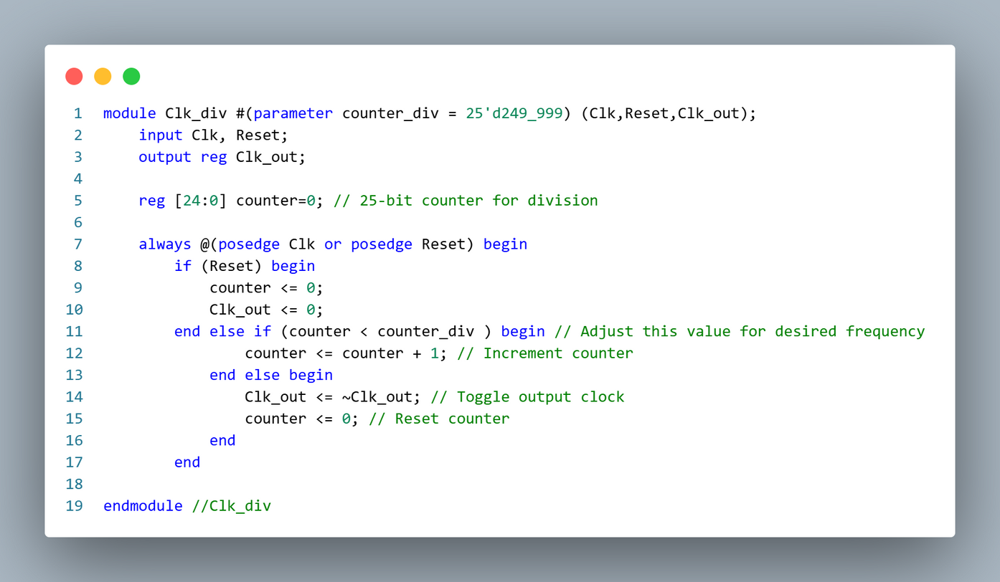 1 module Clk_div #(parameter counter_div = 25'd249_999) (Clk,Reset,Clk_out);
2     input Clk, Reset;
3     output reg Clk_out;
4
5     reg [24:0] counter=0; // 25-bit counter for division
6
7     always @(posedge Clk or posedge Reset) begin
8         if (Reset) begin
9             counter <= 0;
10             Clk_out <= 0;
11         end else if (counter < counter_div ) begin // Adjust this value for desired frequency
12                 counter <= counter + 1; // Increment counter
13             end else begin
14                 Clk_out <= ~Clk_out; // Toggle output clock
15                 counter <= 0; // Reset counter
16             end
17         end
18
19 endmodule //Clk_div